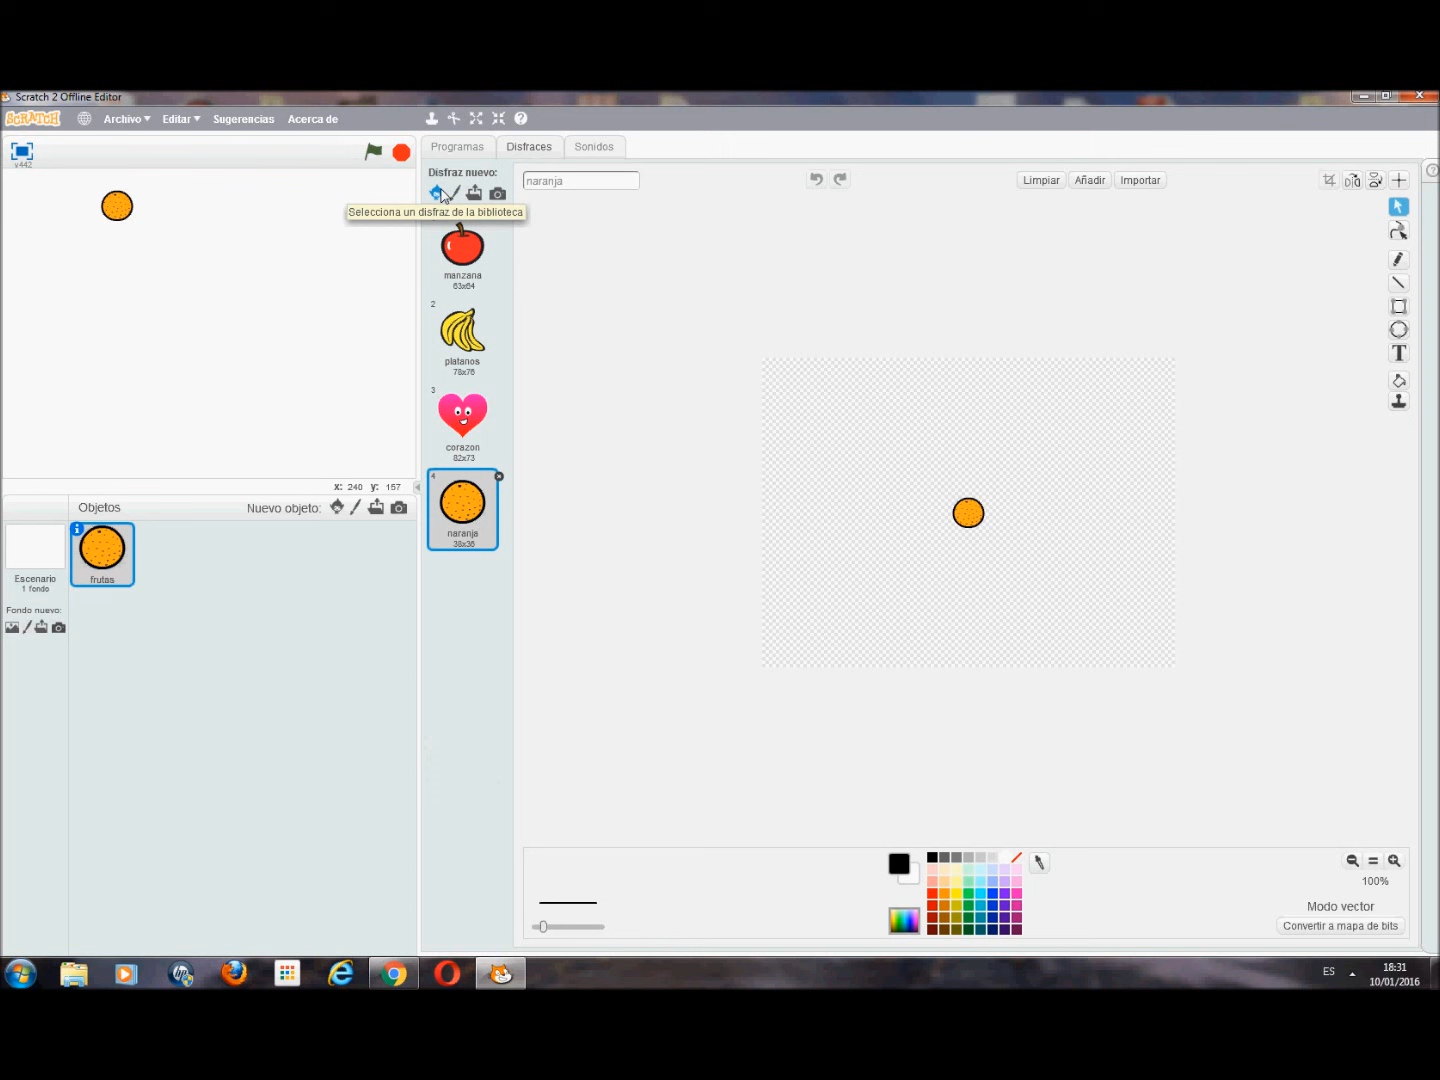 Scratch 2 Offline Editor
SCRATCH
Archivo
Editar
Sugerencias
Acerca de
v442
Programas
Disfraces
Sonidos
Disfraz nuevo:
naranja
Limpiar
Añadir
Importar
Selecciona un disfraz de la biblioteca
manzana
63x64
2
platanos
78x76
3
corazon
82x73
4
naranja
38x36
x: 240 y: 157
Objetos
Nuevo objeto:
Escenario
1 fondo
frutas
Fondo nuevo:
T
100%
Modo vector
Convertir a mapa de bits
ES
18:31
10/01/2016